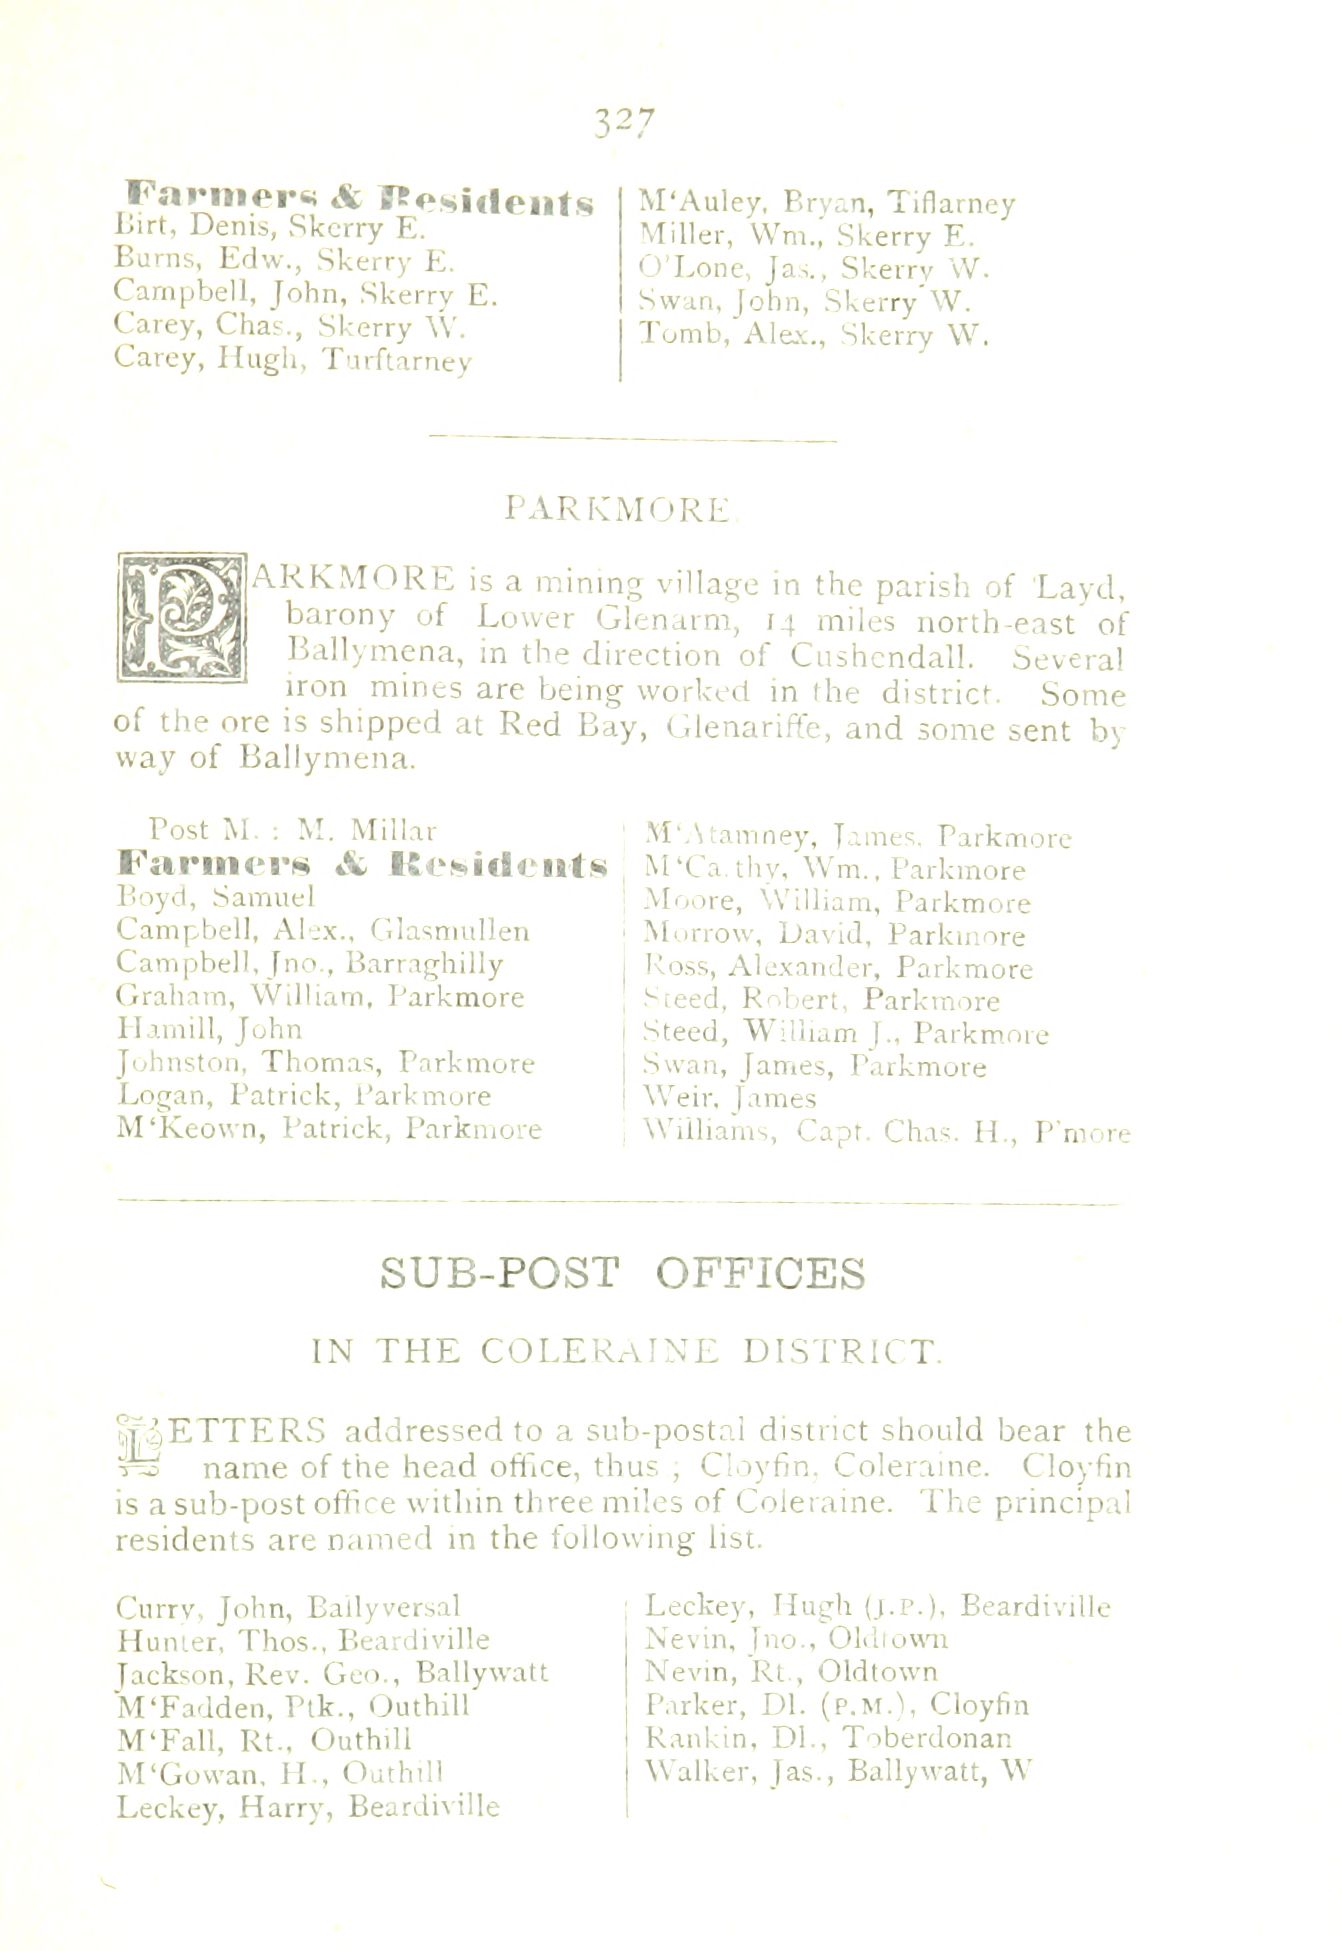 327
Farmers & Residents
Birt, Denis, Skerry E.
Burns, Edw., Skerry E.
Campbell, John, Skerry E.
Carey, Chas., Skerry W.
Carey, Hugh, Turftarney
M‘Auley, Bryan, Tiflarney
Miller, Wm., Skerry E.
O'Lone, Jas., Skerry W.
Swan, John, Skerry W.
Tomb, Alex., Skerry W.
PARKMORE
PARKMORE is a mining village in the parish of Layd,
barony of Lower Glenarm, 14 miles north-east of
Ballymena, in the direction of Cushendall. Several
iron mines are being worked in the district. Some
of the ore is shipped at Red Bay, Glenariffe, and some sent by
way of Ballymena.
Post M. : M. Millar
Farmers & Residents
Boyd, Samuel
Campbell, Alex., Glasmullen
Campbell, Jno., Barraghilly
Graham, William, Parkmore
Hamill, John
Johnston, Thomas, Parkmore
Logan, Patrick, Parkmore
M‘Keown, Patrick, Parkmore
M‘Atamney, James, Parkmore
M‘Ca.thy, Wm., Parkmore
Moore, William, Parkmore
Morrow, David, Parkmore
Ross, Alexander, Parkmore
Steed, Robert, Parkmore
Steed, William J., Parkmore
Swan, James, Parkmore
Weir, James
Williams, Capt. Chas. H., P'more
SUB-POST OFFICES
IN THE COLERAINE DISTRICT.
LETTERS addressed to a sub-postal district should bear the
name of the head office, thus ; Cloyfin, Coleraine. Cloyfin
is a sub-post office within three miles of Coleraine. The principal
residents are named in the following list.
Curry, John, Ballyversal
Hunter, Thos., Beardiville
Jackson, Rev. Geo., Ballywatt
M‘Fadden, Ptk., Outhill
M‘Fall, Rt., Outhill
M‘Gowan, H., Outhill
Leckey, Harry, Beardiville
Leckey, Hugh (J.P.), Beardiville
Nevin, Jno., Oldtown
Nevin, Rt., Oldtown
Parker, Dl. (P.M.), Cloyfin
Rankin, Dl., Toberdonan
Walker, Jas., Ballywatt, W